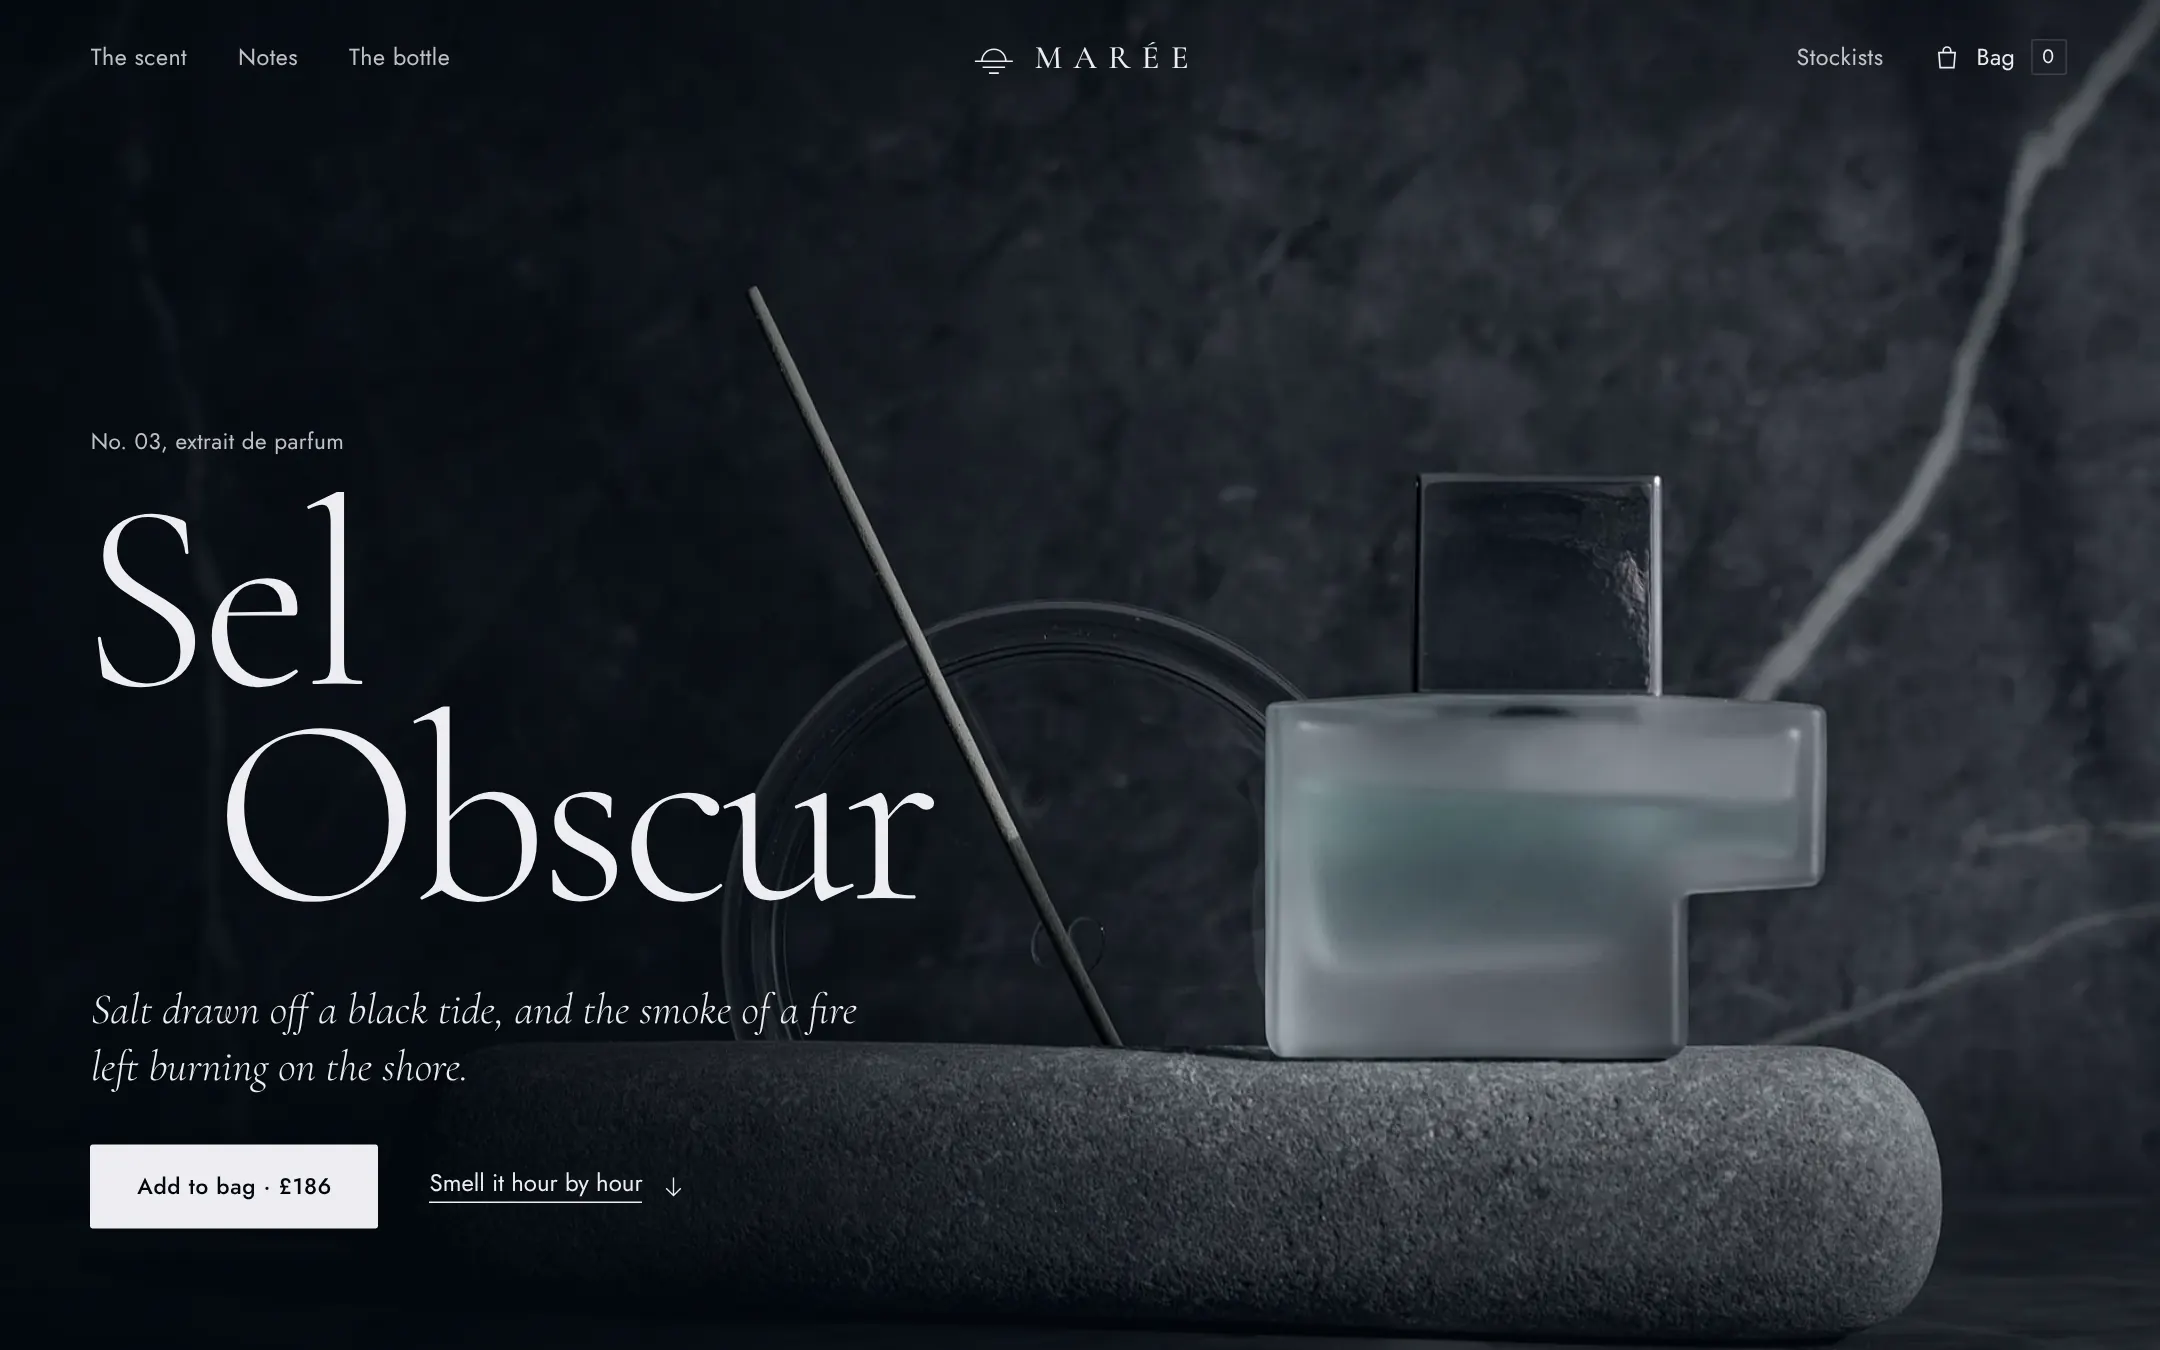 The scent
Notes
The bottle
MARÉE
Stockists
Bag
0
No. 03, extrait de parfum
Sel
Obscur
Salt drawn off a black tide, and the smoke of a fire
left burning on the shore.
Add to bag · £186
Smell it hour by hour ↓